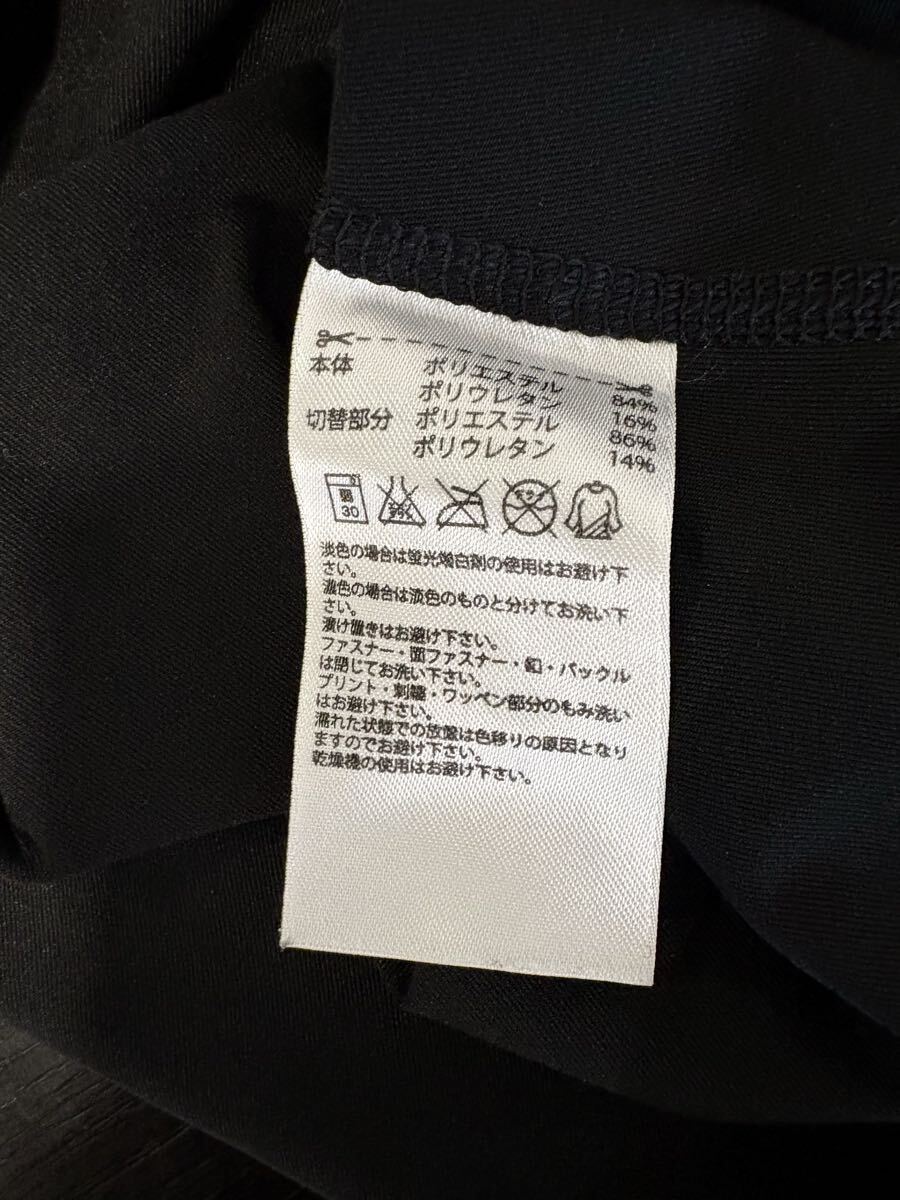 本体 ポリエステル 84%
ポリウレタン 16%
切替部分 ポリエステル 86%
ポリウレタン 14%
弱 30
淡色の場合は蛍光増白剤の使用はお避け下
さい。
濃色の場合は淡色のものと分けてお洗い下
さい。
漬け置きはお避け下さい。
ファスナー・面ファスナー・釦・バックル
は閉じてお洗い下さい。
プリント・刺繍・ワッペン部分のもみ洗い
はお避け下さい。
濡れた状態での放置は色移りの原因となり
ますのでお避け下さい。
乾燥機の使用はお避け下さい。